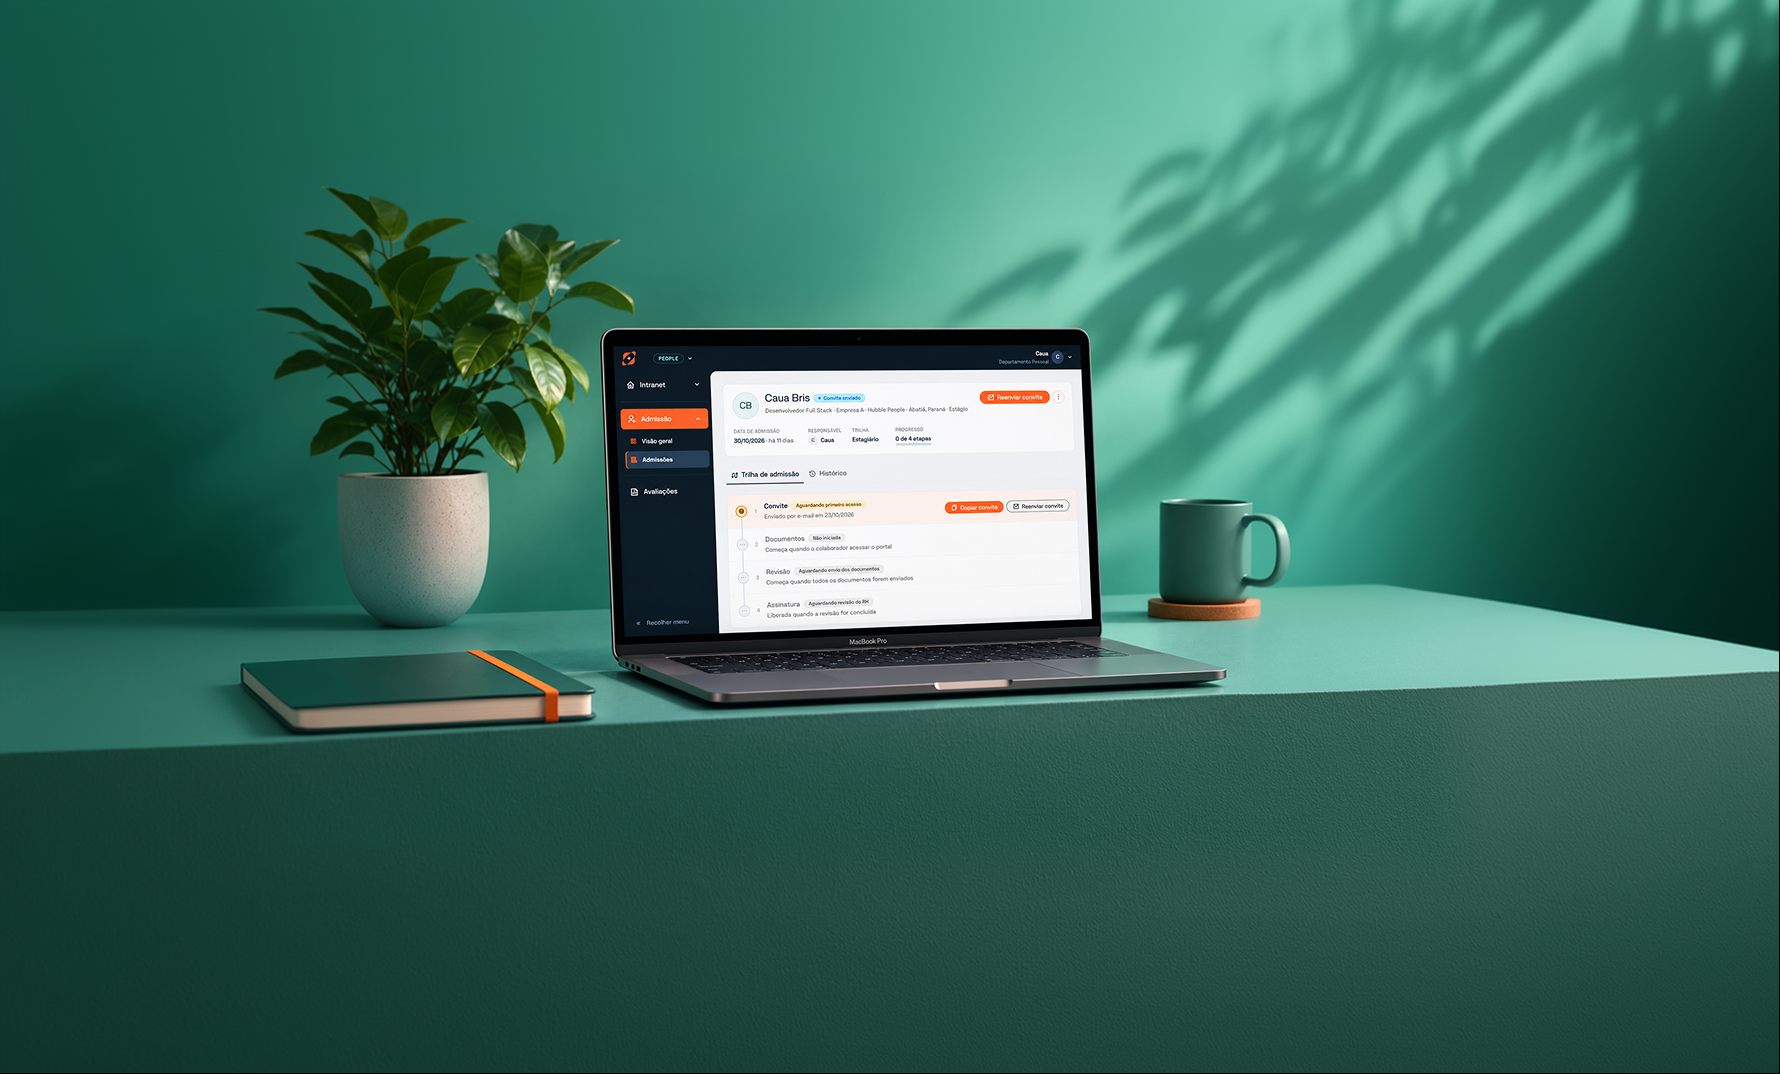 PEOPLE
Caua
Departamento Pessoal
C
Intranet
Admissão
Visão geral
Admissões
Avaliações
Recolher menu
CB
Caua Bris
Convite enviado
Desenvolvedor Full Stack · Empresa A · Hubble People · Abatiá, Paraná · Estágio
Reenviar convite
DATA DE ADMISSÃO
30/10/2026 · há 11 dias
RESPONSÁVEL
C Caua
TRILHA
Estagiário
PROGRESSO
0 de 4 etapas
Trilha de admissão
Histórico
1 Convite Aguardando primeiro acesso
Enviado por e-mail em 23/10/2026
Copiar convite
Reenviar convite
2 Documentos Não iniciada
Começa quando o colaborador acessar o portal
3 Revisão Aguardando envio dos documentos
Começa quando todos os documentos forem enviados
4 Assinatura Aguardando revisão do RH
Liberada quando a revisão for concluída
MacBook Pro